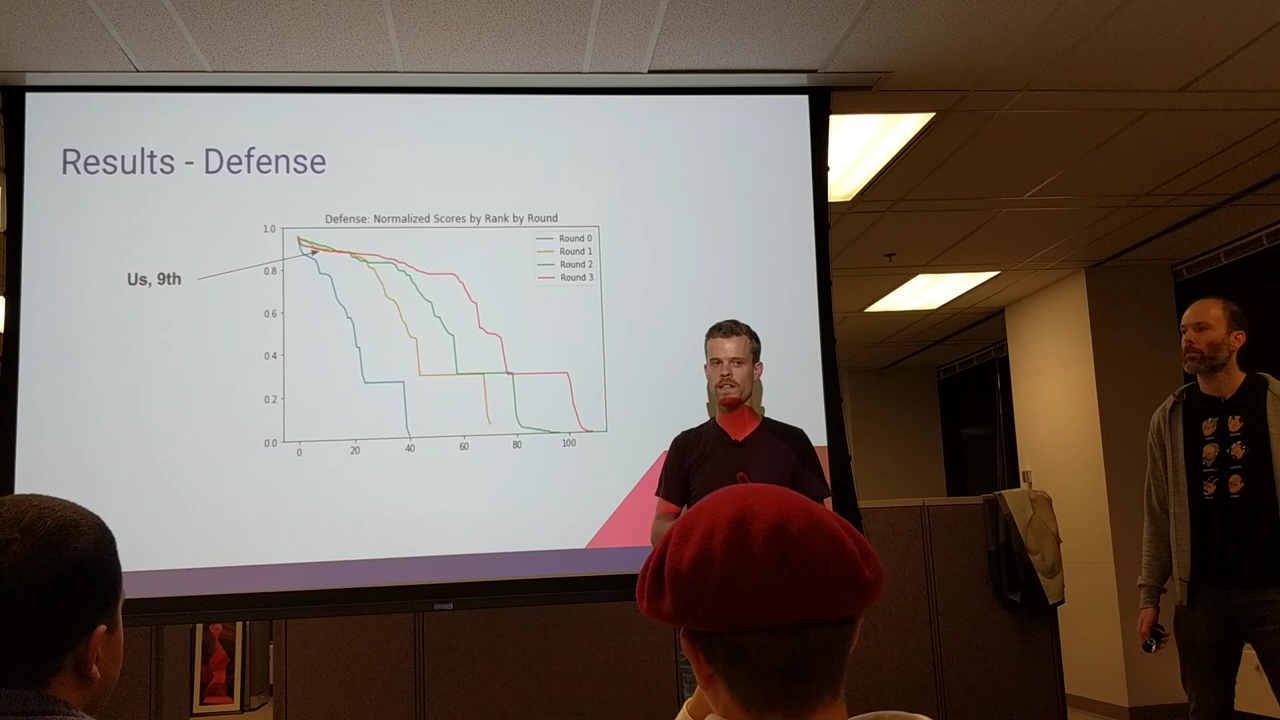 Results - Defense
Defense: Normalized Scores by Rank by Round
1.0
0.8
0.6
0.4
0.2
0.0
0
20
40
60
80
100
Round 0
Round 1
Round 2
Round 3
Us, 9th